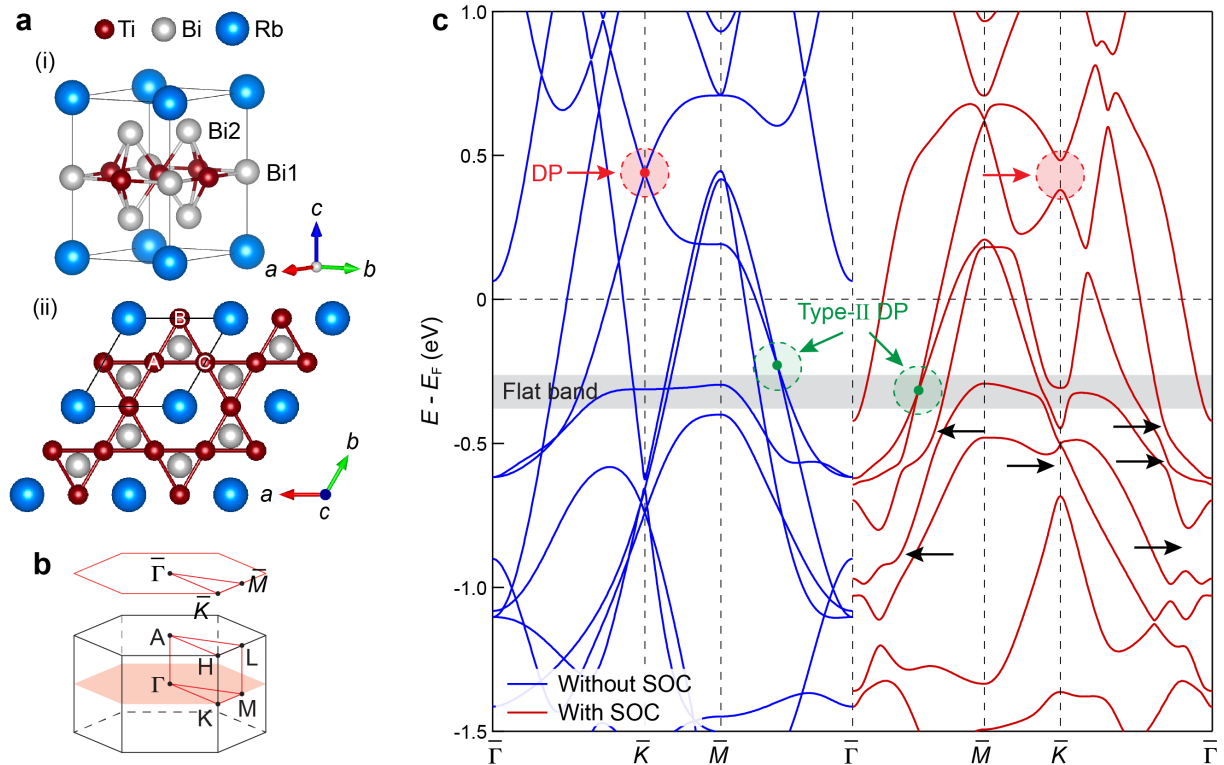 a
Ti Bi Rb
(i)
Bi2
Bi1
c
a b
(ii)
B
A C
b
a
c
b
Γ̅
M̅
K̅
A
H L
Γ
K M
c
E - E_F (eV)
1.0
0.5
0
-0.5
-1.0
-1.5
DP
Type-II DP
Flat band
Without SOC
With SOC
Γ̅ K̅ M̅ Γ̅ M̅ K̅ Γ̅